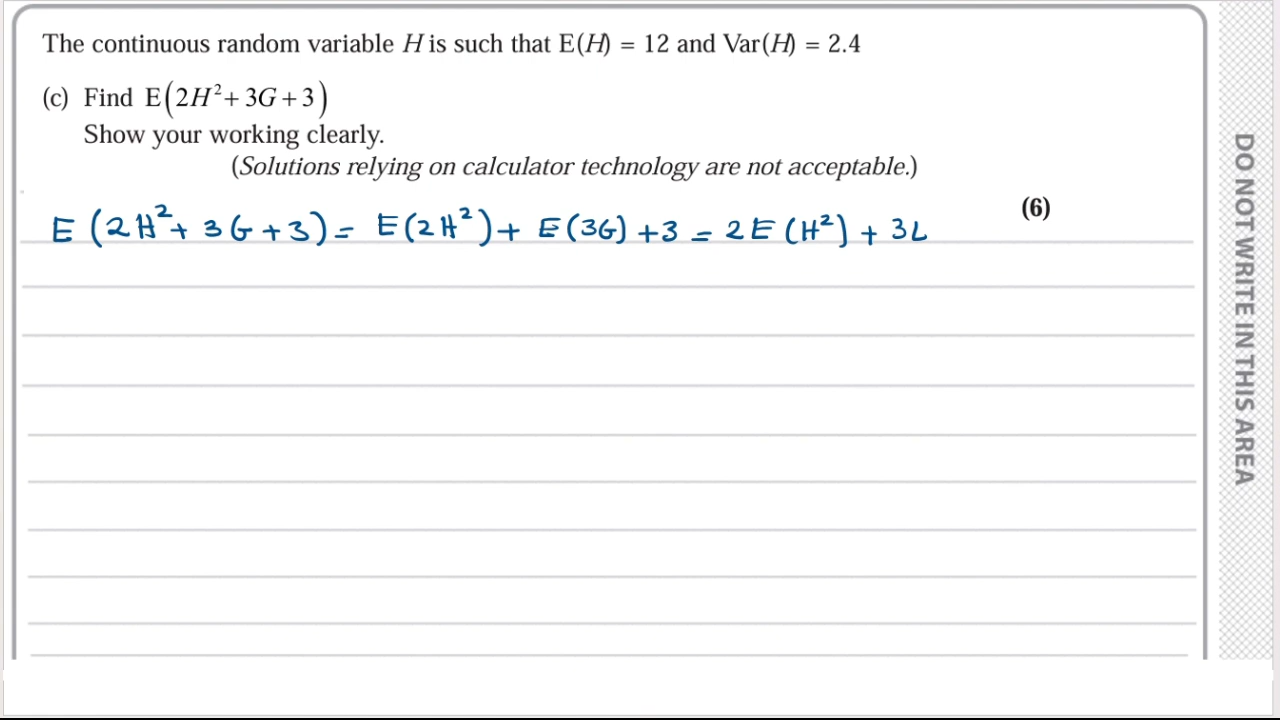 The continuous random variable H is such that E(H) = 12 and Var(H) = 2.4
(c) Find E(2H² + 3G + 3)
Show your working clearly.
(Solutions relying on calculator technology are not acceptable.)
(6)
E (2H² + 3G + 3) = E(2H²) + E(3G) + 3 = 2E(H²) + 3L
DO NOT WRITE IN THIS AREA